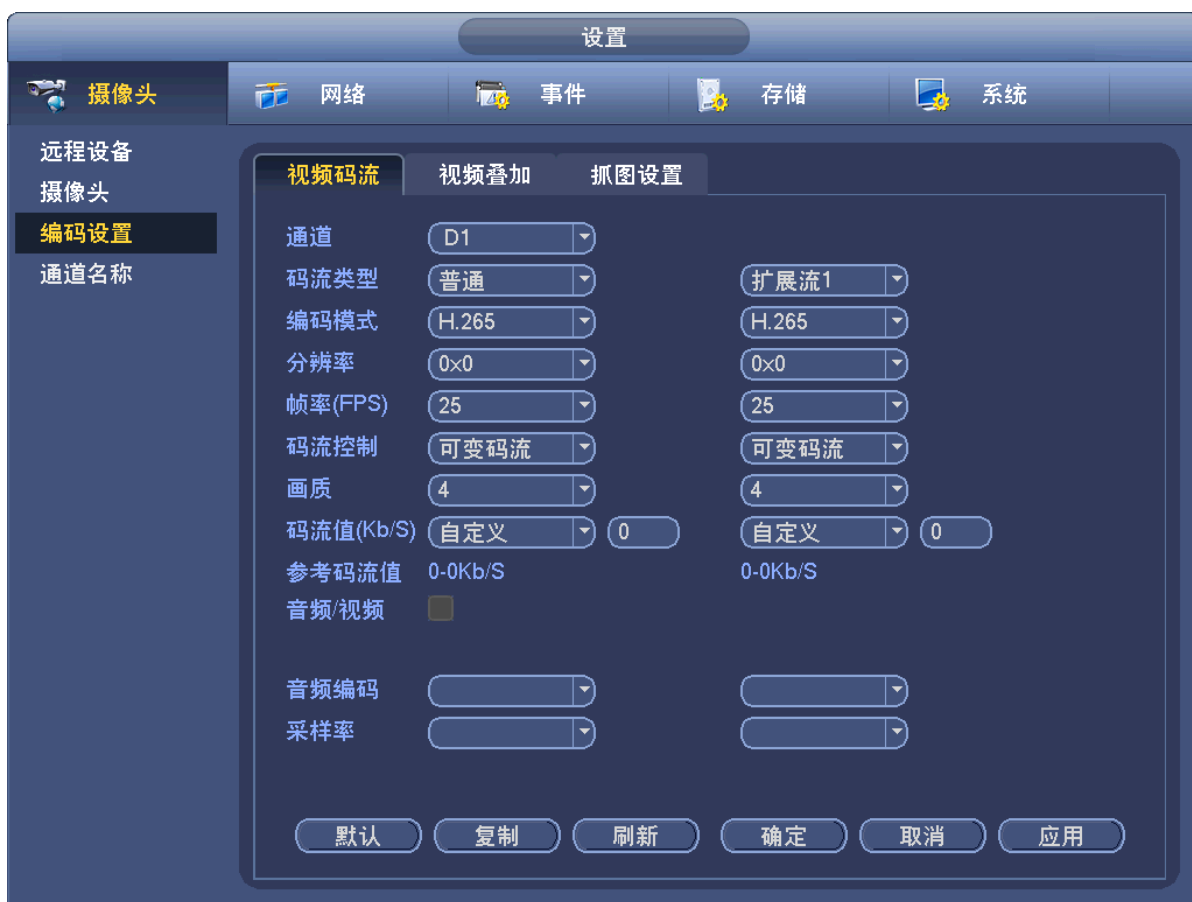 设置
摄像头 网络 事件 存储 系统
远程设备
摄像头
编码设置
通道名称
视频码流 视频叠加 抓图设置
通道 D1
码流类型 普通 扩展流1
编码模式 H.265 H.265
分辨率 0×0 0×0
帧率(FPS) 25 25
码流控制 可变码流 可变码流
画质 4 4
码流值(Kb/S) 自定义 0 自定义 0
参考码流值 0-0Kb/S 0-0Kb/S
音频/视频
音频编码
采样率
默认 复制 刷新 确定 取消 应用